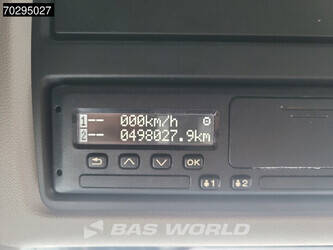 70295027
1-- 000km/h
2-- 0498027.9km
OK
1 2
BAS WORLD